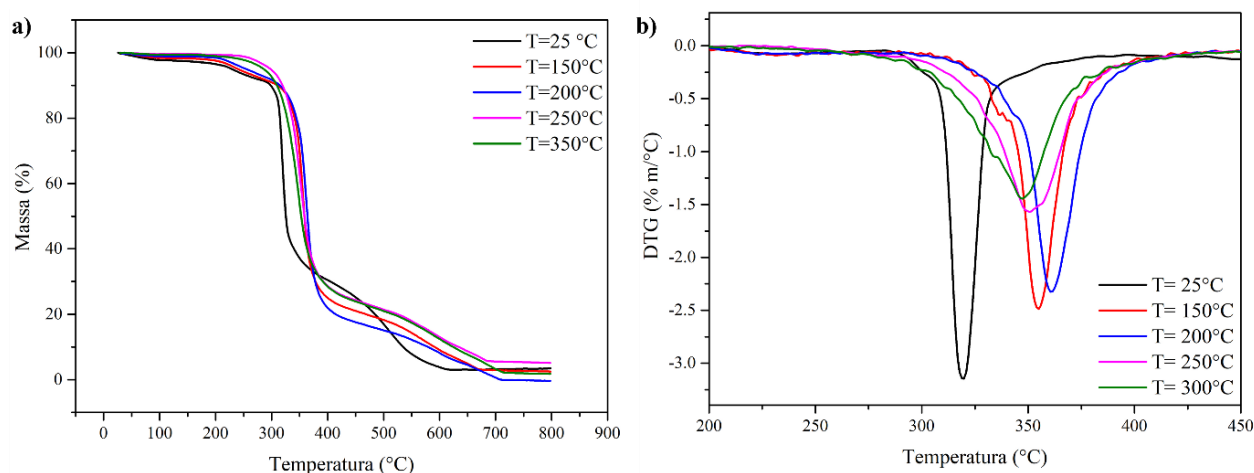 a)
100
80
60
40
20
0
Massa (%)
0 100 200 300 400 500 600 700 800 900
Temperatura (°C)
T=25 °C
T=150°C
T=200°C
T=250°C
T=350°C
b)
0.0
-0.5
-1.0
-1.5
-2.0
-2.5
-3.0
DTG (% m/°C)
200 250 300 350 400 450
Temperatura (°C)
T= 25°C
T= 150°C
T= 200°C
T= 250°C
T= 300°C